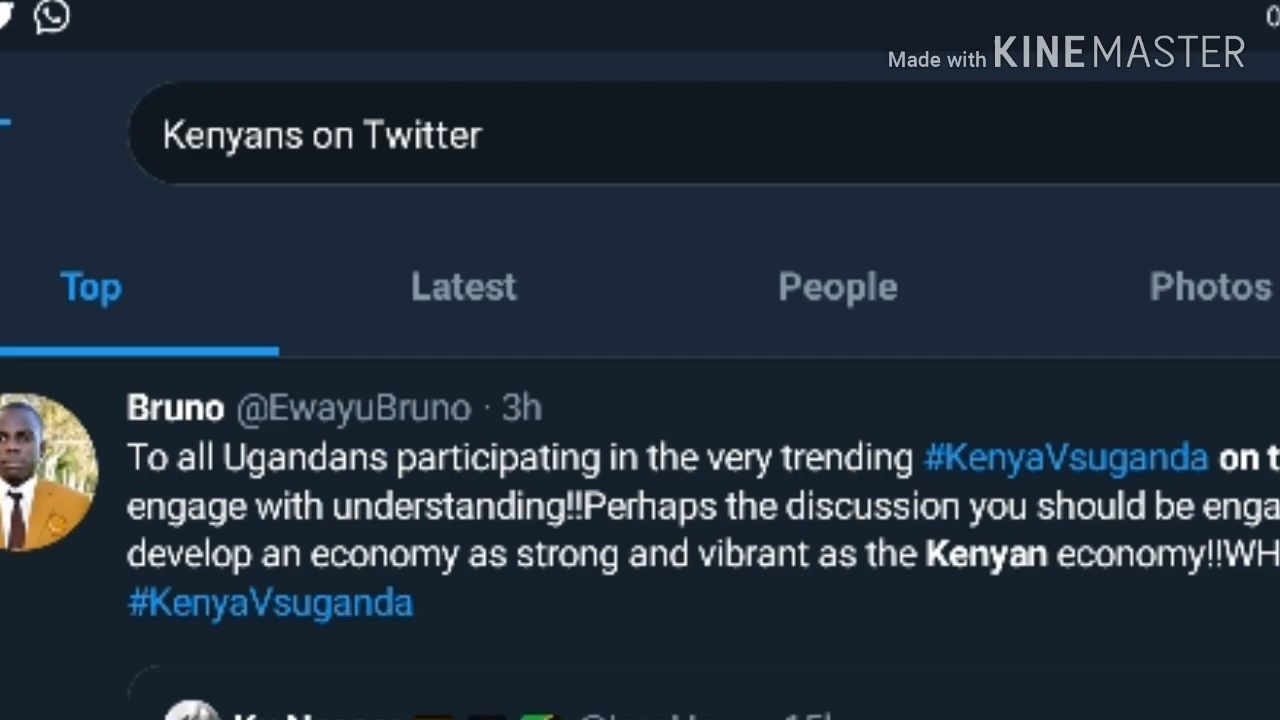 Made with KINEMASTER
Kenyans on Twitter
Top Latest People Photos
Bruno @EwayuBruno · 3h
To all Ugandans participating in the very trending #KenyaVsuganda on
engage with understanding!!Perhaps the discussion you should be
develop an economy as strong and vibrant as the Kenyan economy!!
#KenyaVsuganda